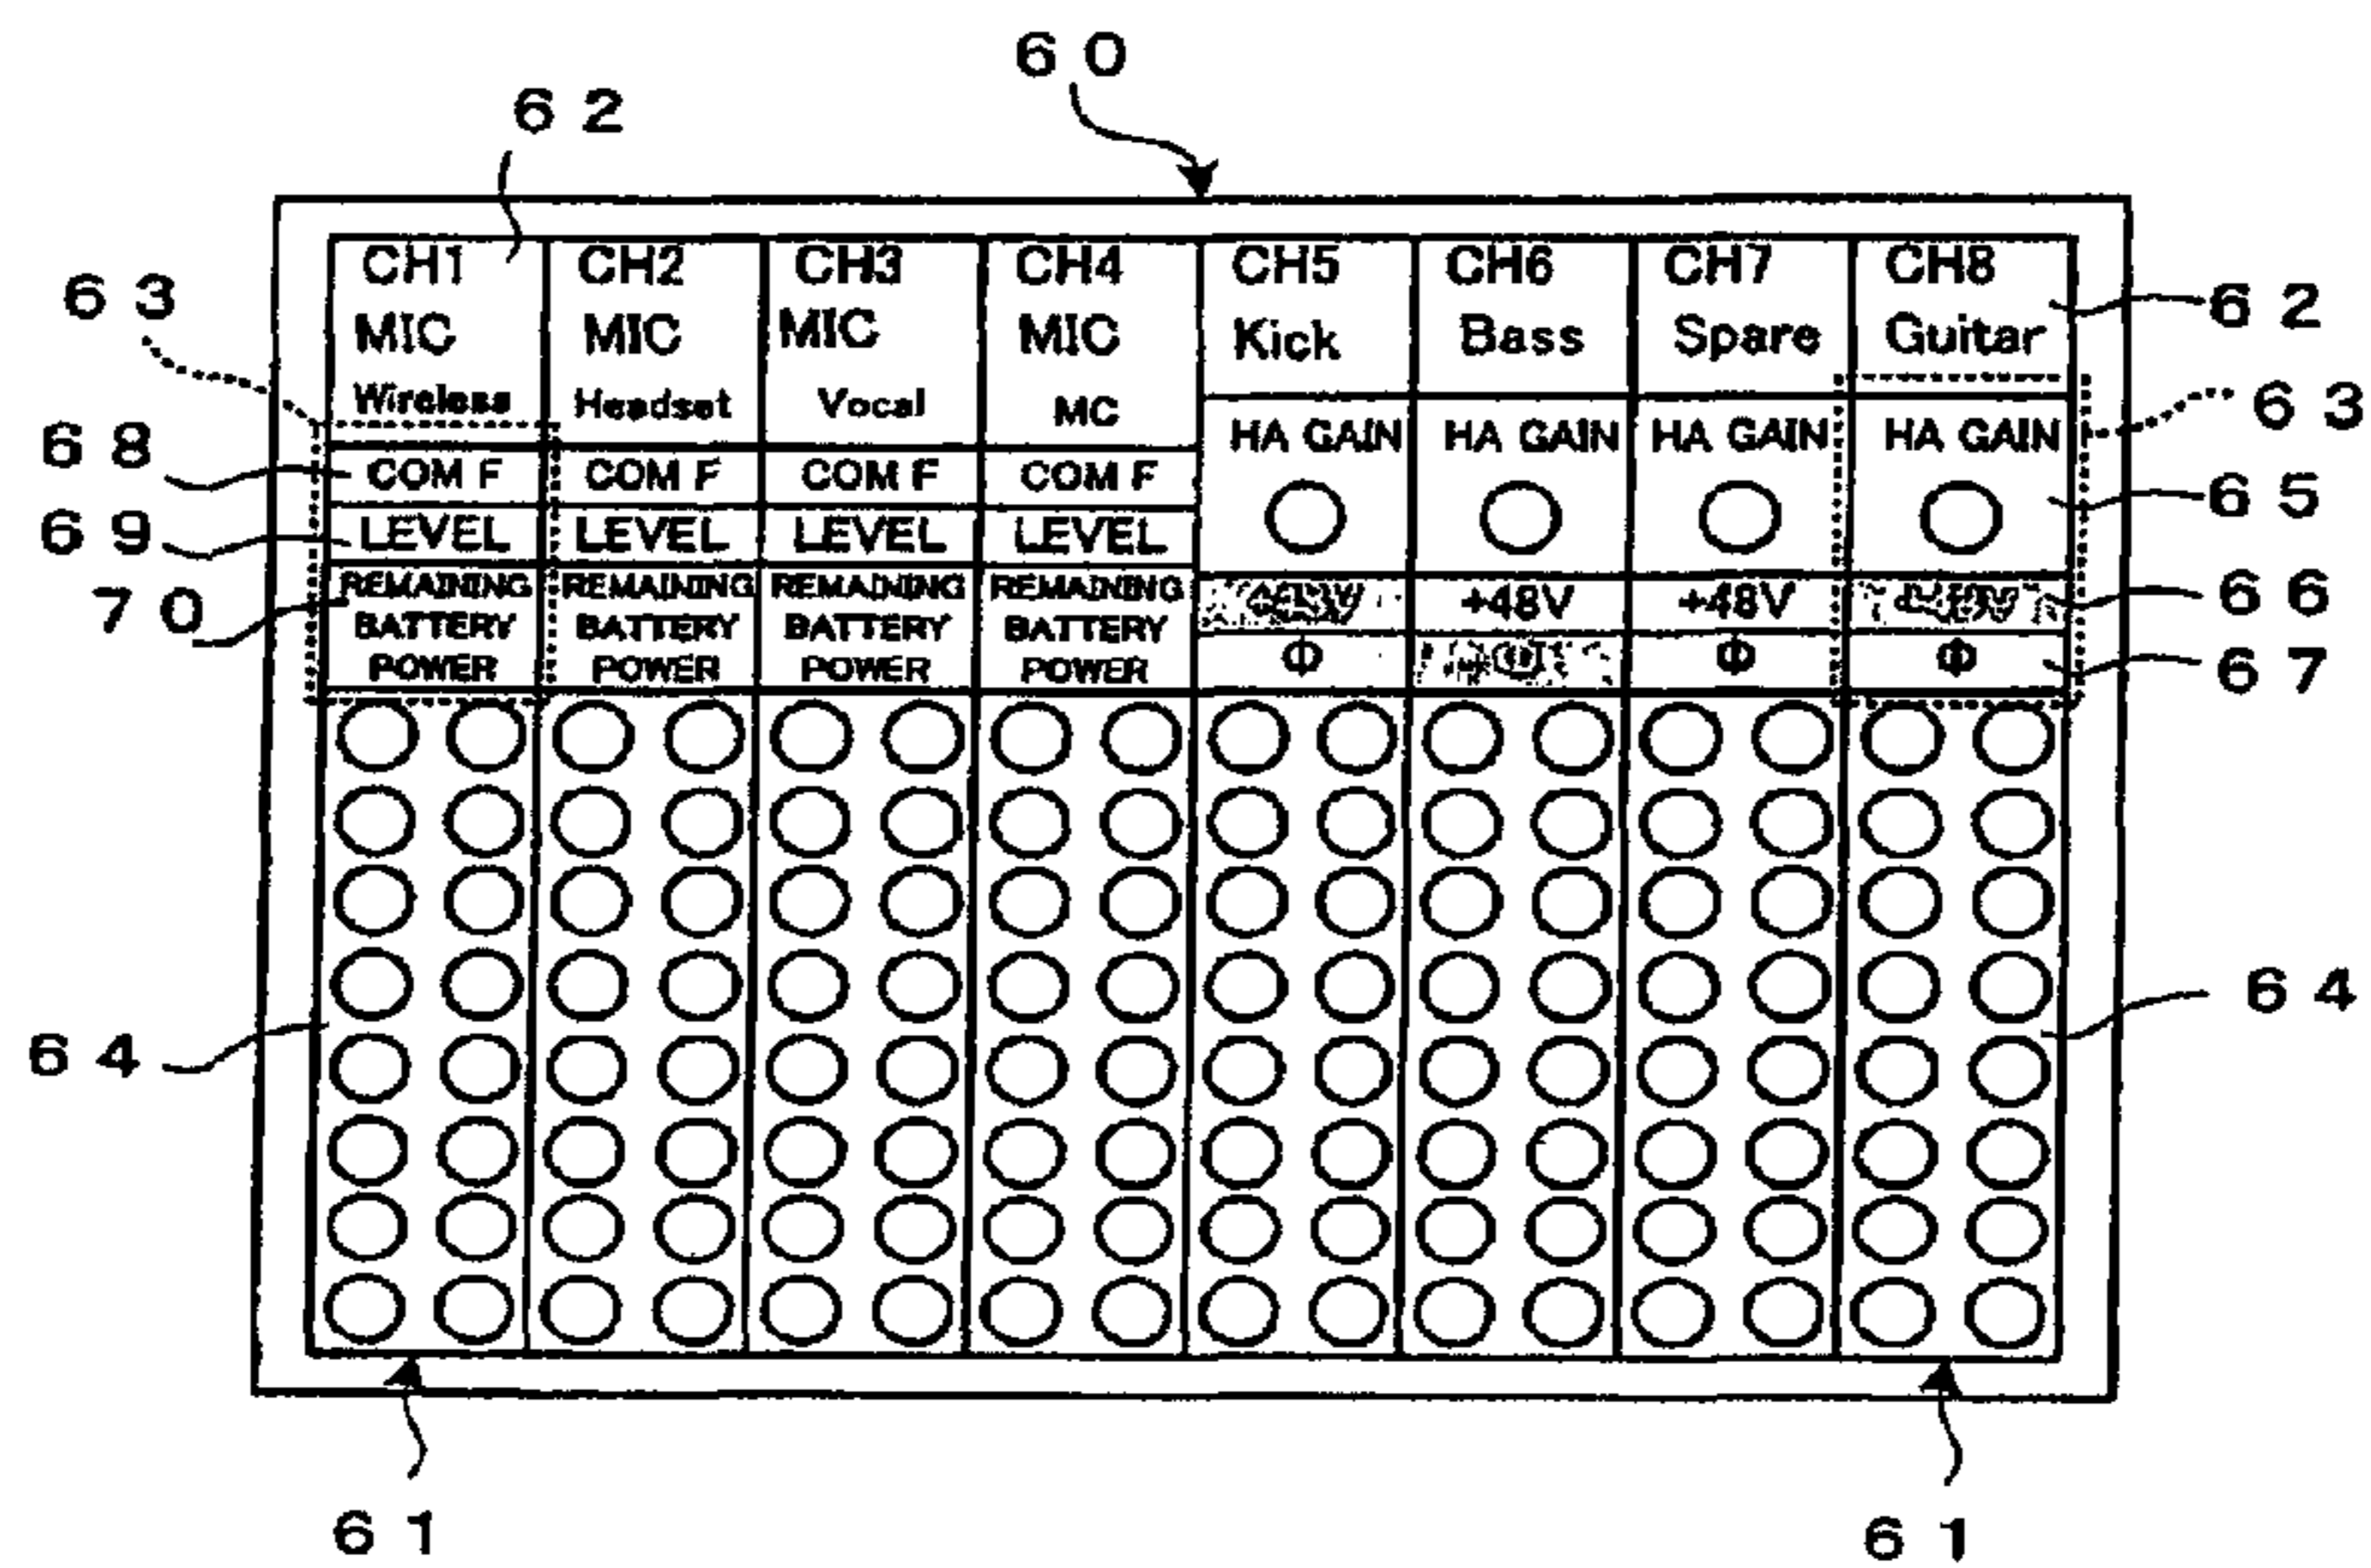 60
62
CH1 CH2 CH3 CH4 CH5 CH6 CH7 CH8
63 MIC MIC MIC MIC Kick Bass Spare Guitar 62
Wireless Headset Vocal MC
63
HA GAIN HA GAIN HA GAIN HA GAIN
68 COM F COM F COM F COM F
65
69 LEVEL LEVEL LEVEL LEVEL
REMAINING REMAINING REMAINING REMAINING
+48V +48V 66
70 BATTERY BATTERY BATTERY BATTERY
POWER POWER POWER POWER Φ Φ Φ Φ 67
64
64
61 61